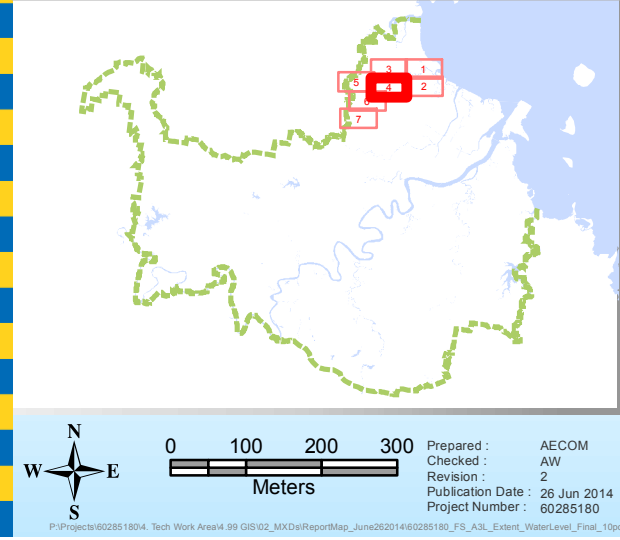 3 1
5 4 2
6
7
N
W E
S
0 100 200 300
Meters
Prepared : AECOM
Checked : AW
Revision : 2
Publication Date : 26 Jun 2014
Project Number : 60285180
P:\Projects\60285180\4. Tech Work Area\4.99 GIS\02_MXDs\ReportMap_June262014\60285180_FS_A3L_Extent_WaterLevel_Final_10pc